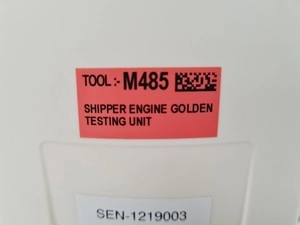 TOOL :- M485
SHIPPER ENGINE GOLDEN
TESTING UNIT
SEN-1219003